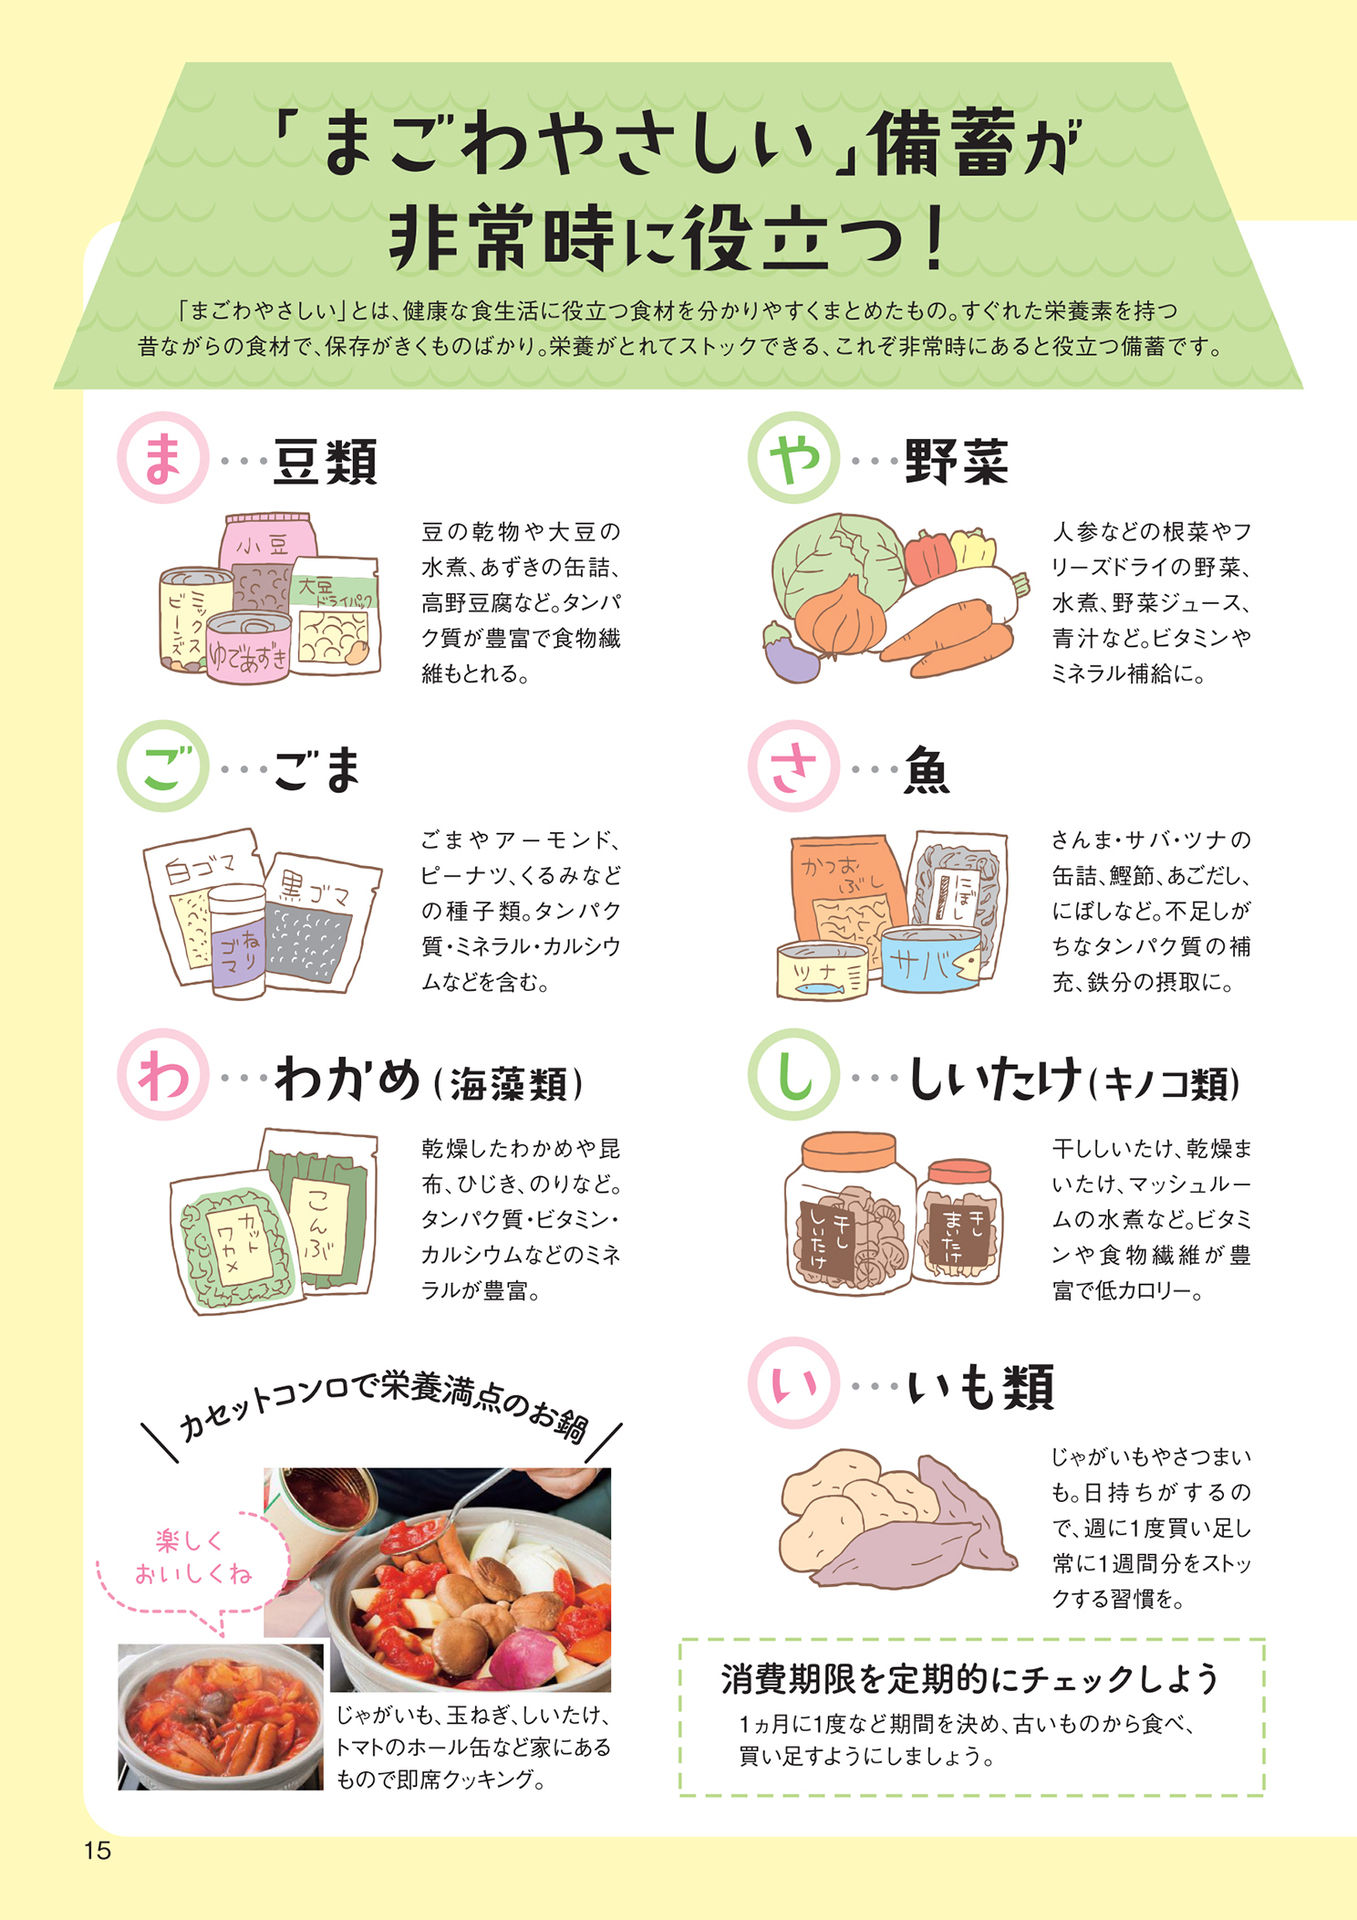 「まごわやさしい」備蓄が
非常時に役立つ！
「まごわやさしい」とは、健康な食生活に役立つ食材を分かりやすくまとめたもの。すぐれた栄養素を持つ
昔ながらの食材で、保存がきくものばかり。栄養がとれてストックできる、これぞ非常時にあると役立つ備蓄です。
ま…豆類
小豆
大豆
ドライパック
ミックス
ビーンズ
ゆであずき
豆の乾物や大豆の
水煮、あずきの缶詰、
高野豆腐など。タンパ
ク質が豊富で食物繊
維もとれる。
ご…ごま
白ゴマ
黒ゴマ
ねり
ゴマ
ごまやアーモンド、
ピーナツ、くるみなど
の種子類。タンパク
質・ミネラル・カルシウ
ムなどを含む。
わ…わかめ(海藻類)
カット
ワカメ
こんぶ
乾燥したわかめや昆
布、ひじき、のりなど。
タンパク質・ビタミン・
カルシウムなどのミネ
ラルが豊富。
や…野菜
人参などの根菜やフ
リーズドライの野菜、
水煮、野菜ジュース、
青汁など。ビタミンや
ミネラル補給に。
さ…魚
かつお
ぶし
にぼし
ツナ
サバ
さんま・サバ・ツナの
缶詰、鰹節、あごだし、
にぼしなど。不足しが
ちなタンパク質の補
充、鉄分の摂取に。
し…しいたけ(キノコ類)
干し
しいたけ
干し
まいたけ
干ししいたけ、乾燥ま
いたけ、マッシュルー
ムの水煮など。ビタミ
ンや食物繊維が豊
富で低カロリー。
い…いも類
じゃがいもやさつまい
も。日持ちがするの
で、週に1度買い足し
常に1週間分をストッ
クする習慣を。
カセットコンロで栄養満点のお鍋
楽しく
おいしくね
じゃがいも、玉ねぎ、しいたけ、
トマトのホール缶など家にある
もので即席クッキング。
消費期限を定期的にチェックしよう
1ヵ月に1度など期間を決め、古いものから食べ、
買い足すようにしましょう。
15